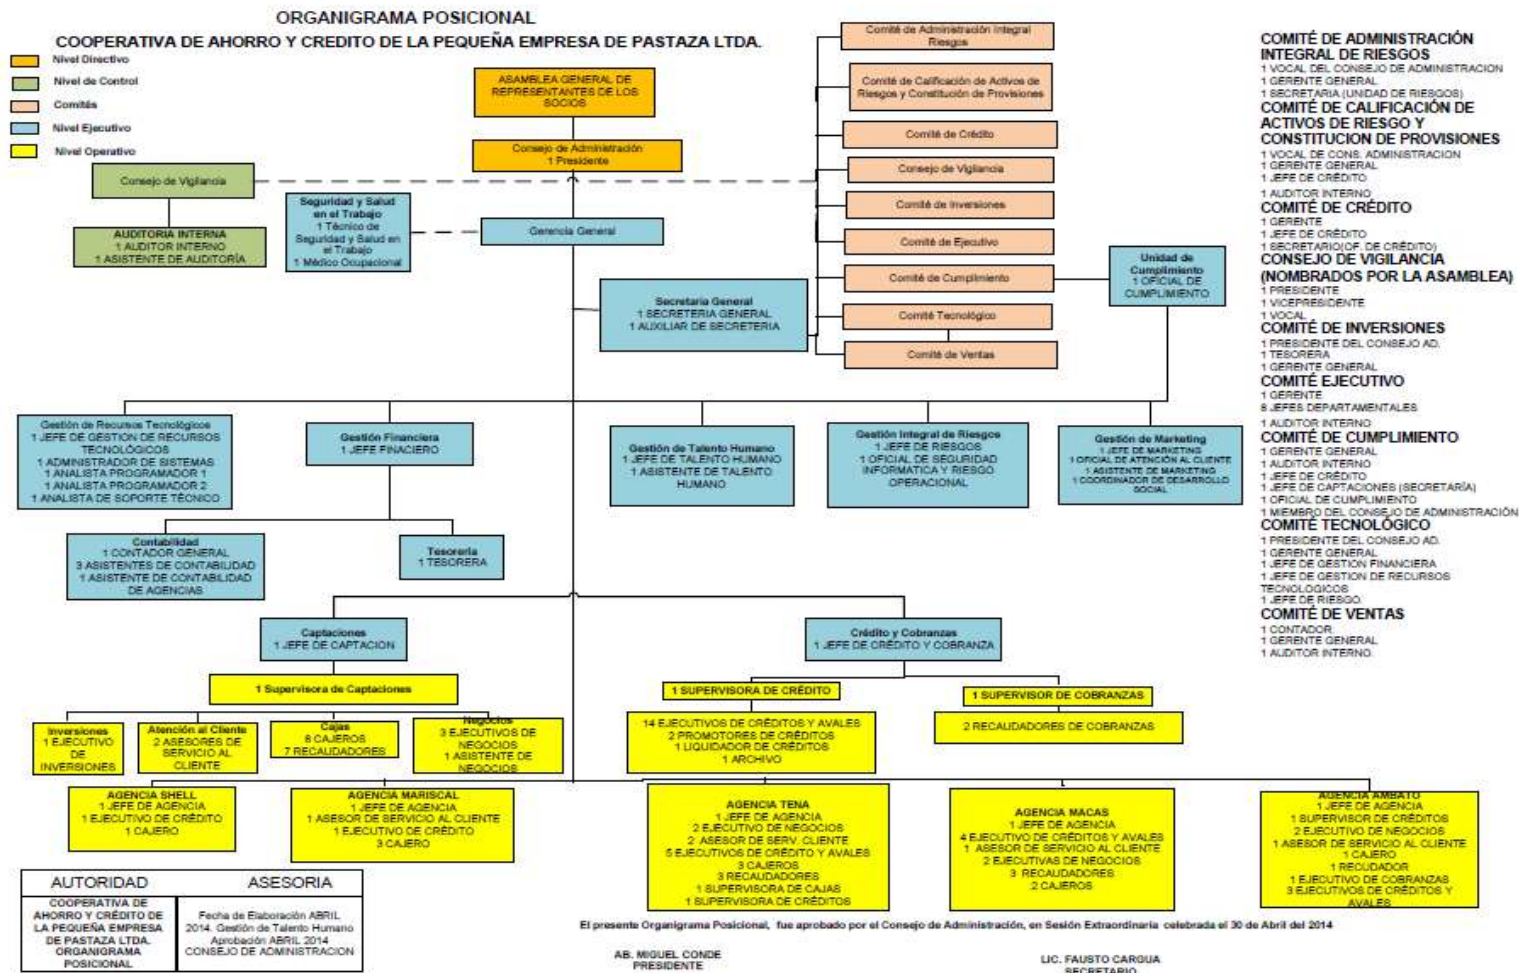 ORGANIGRAMA POSICIONAL
COOPERATIVA DE AHORRO Y CREDITO DE LA PEQUEÑA EMPRESA DE PASTAZA LTDA.
Nivel Directivo
Nivel de Control
Comités
Nivel Ejecutivo
Nivel Operativo
ASAMBLEA GENERAL DE
REPRESENTANTES DE LOS
SOCIOS
Consejo de Administración
1 Presidente
Consejo de Vigilancia
AUDITORIA INTERNA
1 AUDITOR INTERNO
1 ASISTENTE DE AUDITORÍA
Seguridad y Salud
en el Trabajo
1 Técnico de
Seguridad y Salud en
el Trabajo
1 Médico Ocupacional
Gerencia General
Secretaria General
1 SECRETERIA GENERAL
1 AUXILIAR DE SECRETERIA
Comité de Administración Integral
Riesgos
Comité de Calificación de Activos de
Riesgos y Constitución de Provisiones
Comité de Crédito
Consejo de Vigilancia
Comité de Inversiones
Comité de Ejecutivo
Comité de Cumplimiento
Comité Tecnológico
Comité de Ventas
Unidad de
Cumplimiento
1 OFICIAL DE
CUMPLIMIENTO
COMITÉ DE ADMINISTRACIÓN
INTEGRAL DE RIESGOS
1 VOCAL DEL CONSEJO DE ADMINISTRACION
1 GERENTE GENERAL
1 SECRETARIA (UNIDAD DE RIESGOS)
COMITÉ DE CALIFICACIÓN DE
ACTIVOS DE RIESGO Y
CONSTITUCION DE PROVISIONES
1 VOCAL DE CONS. ADMINISTRACION
1 GERENTE GENERAL
1 JEFE DE CRÉDITO
1 AUDITOR INTERNO
COMITÉ DE CRÉDITO
1 GERENTE
1 JEFE DE CRÉDITO
1 SECRETARIO(OF. DE CRÉDITO)
CONSEJO DE VIGILANCIA
(NOMBRADOS POR LA ASAMBLEA)
1 PRESIDENTE
1 VICEPRESIDENTE
1 VOCAL
COMITÉ DE INVERSIONES
1 PRESIDENTE DEL CONSEJO AD.
1 TESORERA
1 GERENTE GENERAL
COMITÉ EJECUTIVO
1 GERENTE
8 JEFES DEPARTAMENTALES
1 AUDITOR INTERNO
COMITÉ DE CUMPLIMIENTO
1 GERENTE GENERAL
1 AUDITOR INTERNO
1 JEFE DE CRÉDITO
1 JEFE DE CAPTACIONES (SECRETARÍA)
1 OFICIAL DE CUMPLIMIENTO
1 MIEMBRO DEL CONSEJO DE ADMINISTRACIÓN
COMITÉ TECNOLÓGICO
1 PRESIDENTE DEL CONSEJO AD.
1 GERENTE GENERAL
1 JEFE DE GESTION FINANCIERA
1 JEFE DE GESTION DE RECURSOS
TECNOLOGICOS
1 JEFE DE RIESGO.
COMITÉ DE VENTAS
1 CONTADOR
1 GERENTE GENERAL
1 AUDITOR INTERNO.
Gestión de Recursos Tecnológicos
1 JEFE DE GESTION DE RECURSOS
TECNOLÓGICOS
1 ADMINISTRADOR DE SISTEMAS
1 ANALISTA PROGRAMADOR 1
1 ANALISTA PROGRAMADOR 2
1 ANALISTA DE SOPORTE TÉCNICO
Gestión Financiera
1 JEFE FINACIERO
Gestión de Talento Humano
1 JEFE DE TALENTO HUMANO
1 ASISTENTE DE TALENTO
HUMANO
Gestión Integral de Riesgos
1 JEFE DE RIESGOS
1 OFICIAL DE SEGURIDAD
INFORMATICA Y RIESGO
OPERACIONAL
Gestión de Marketing
1 JEFE DE MARKETING
1 OFICIAL DE ATENCIÓN AL CLIENTE
1 ASISTENTE DE MARKETING
1 COORDINADOR DE DESARROLLO
SOCIAL
Contabilidad
1 CONTADOR GENERAL
3 ASISTENTES DE CONTABILIDAD
1 ASISTENTE DE CONTABILIDAD
DE AGENCIAS
Tesorería
1 TESORERA
Captaciones
1 JEFE DE CAPTACION
Crédito y Cobranzas
1 JEFE DE CRÉDITO Y COBRANZA
1 Supervisora de Captaciones
1 SUPERVISORA DE CRÉDITO
1 SUPERVISOR DE COBRANZAS
Inversiones
1 EJECUTIVO
DE
INVERSIONES
Atención al Cliente
2 ASESORES DE
SERVICIO AL
CLIENTE
Cajas
8 CAJEROS
7 RECAUDADORES
Negocios
3 EJECUTIVOS DE
NEGOCIOS
1 ASISTENTE DE
NEGOCIOS
14 EJECUTIVOS DE CRÉDITOS Y AVALES
2 PROMOTORES DE CRÉDITOS
1 LIQUIDADOR DE CRÉDITOS
1 ARCHIVO
2 RECAUDADORES DE COBRANZAS
AGENCIA SHELL
1 JEFE DE AGENCIA
1 EJECUTIVO DE CRÉDITO
1 CAJERO
AGENCIA MARISCAL
1 JEFE DE AGENCIA
1 ASESOR DE SERVICIO AL CLIENTE
1 EJECUTIVO DE CRÉDITO
3 CAJERO
AGENCIA TENA
1 JEFE DE AGENCIA
2 EJECUTIVO DE NEGOCIOS
2 ASESOR DE SERV. CLIENTE
5 EJECUTIVOS DE CRÉDITO Y AVALES
3 CAJEROS
3 RECAUDADORES
1 SUPERVISORA DE CAJAS
1 SUPERVISORA DE CRÉDITOS
AGENCIA MACAS
1 JEFE DE AGENCIA
4 EJECUTIVO DE CRÉDITOS Y AVALES
1 ASESOR DE SERVICIO AL CLIENTE
2 EJECUTIVAS DE NEGOCIOS
3 RECAUDADORES
2 CAJEROS
AGENCIA AMBATO
1 JEFE DE AGENCIA
1 SUPERVISOR DE CRÉDITOS
2 EJECUTIVO DE NEGOCIOS
1 ASESOR DE SERVICIO AL CLIENTE
1 CAJERO
1 RECUDADOR
1 EJECUTIVO DE COBRANZAS
3 EJECUTIVOS DE CRÉDITOS Y
AVALES
AUTORIDAD
ASESORIA
COOPERATIVA DE
AHORRO Y CRÉDITO DE
LA PEQUEÑA EMPRESA
DE PASTAZA LTDA.
ORGANIGRAMA
POSICIONAL
Fecha de Elaboración ABRIL
2014. Gestión de Talento Humano
Aprobación ABRIL 2014
CONSEJO DE ADMINISTRACION
El presente Organigrama Posicional, fue aprobado por el Consejo de Administración, en Sesión Extraordinaria celebrada el 30 de Abril del 2014
AB. MIGUEL CONDE
PRESIDENTE
LIC. FAUSTO CARGUA
SECRETARIO